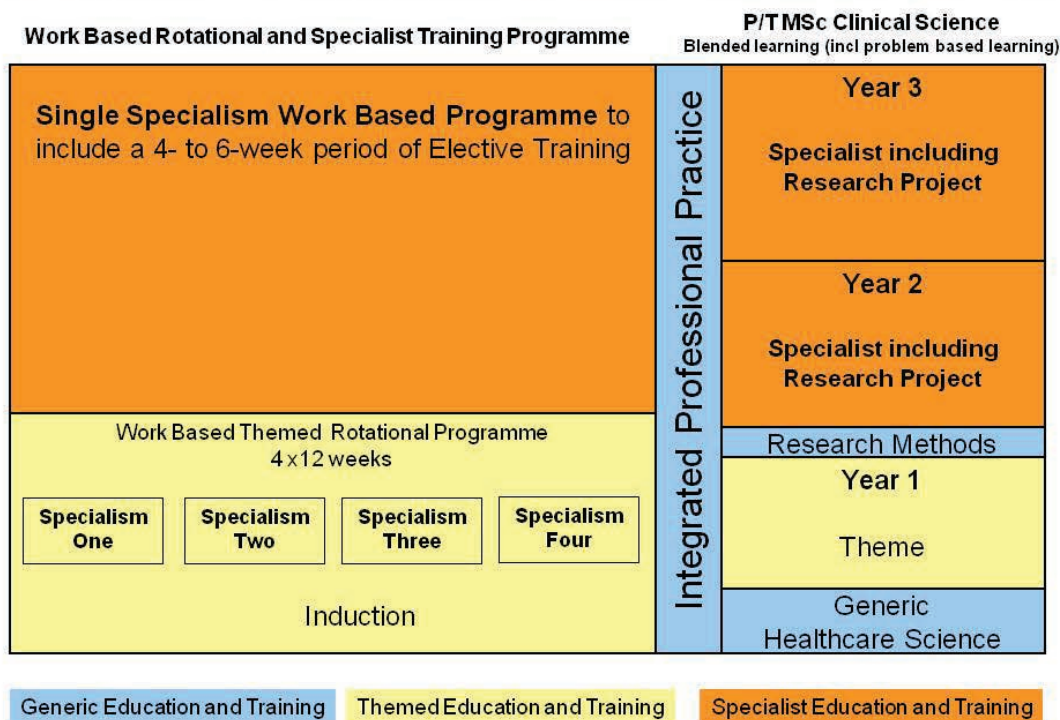 Work Based Rotational and Specialist Training Programme
P/T MSc Clinical Science
Blended learning (incl problem based learning)
Single Specialism Work Based Programme to
include a 4- to 6-week period of Elective Training
Work Based Themed Rotational Programme
4 x 12 weeks
Specialism
One
Specialism
Two
Specialism
Three
Specialism
Four
Induction
Integrated Professional Practice
Year 3
Specialist including
Research Project
Year 2
Specialist including
Research Project
Research Methods
Year 1
Theme
Generic
Healthcare Science
Generic Education and Training
Themed Education and Training
Specialist Education and Training